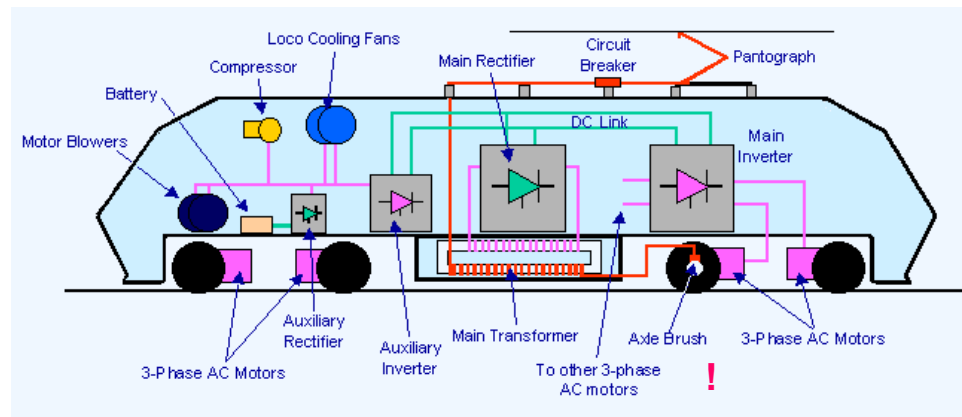 Loco Cooling Fans
Compressor
Battery
Motor Blowers
Main Rectifier
Circuit
Breaker
Pantograph
DC Link
Main
Inverter
Auxiliary
Rectifier
3-Phase AC Motors
Auxiliary
Inverter
Main Transformer
To other 3-phase
AC motors
!
Axle Brush
3-Phase AC Motors